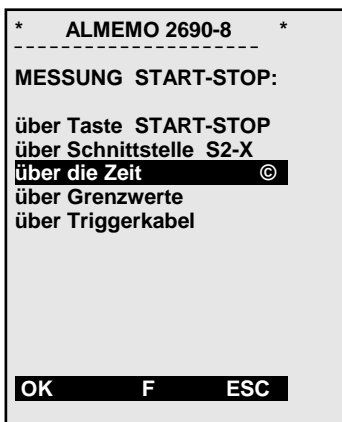 * ALMEMO 2690-8 *
MESSUNG START-STOP:
über Taste START-STOP
über Schnittstelle S2-X
über die Zeit ©
über Grenzwerte
über Triggerkabel
OK F ESC